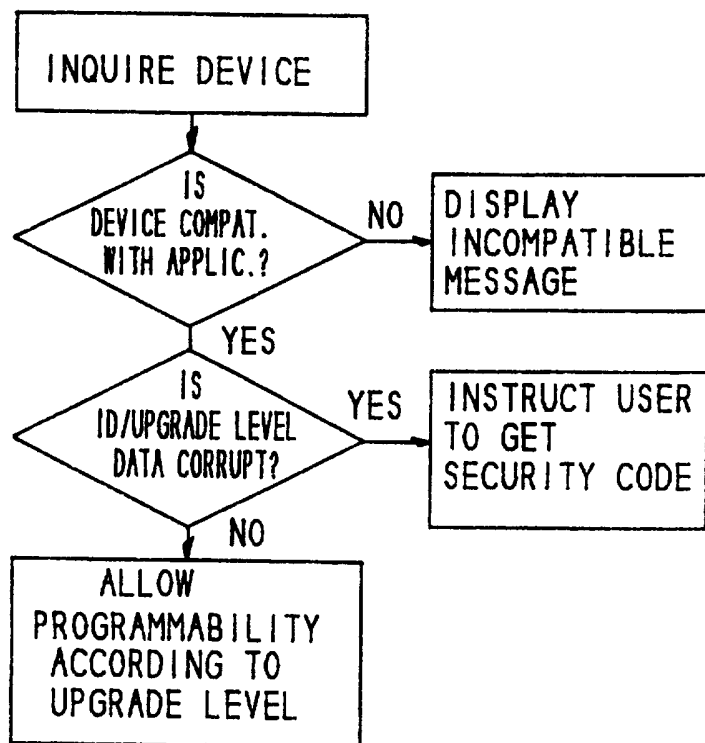 INQUIRE DEVICE
IS
DEVICE COMPAT.
WITH APPLIC.?
NO
DISPLAY
INCOMPATIBLE
MESSAGE
YES
IS
ID/UPGRADE LEVEL
DATA CORRUPT?
YES
INSTRUCT USER
TO GET
SECURITY CODE
NO
ALLOW
PROGRAMMABILITY
ACCORDING TO
UPGRADE LEVEL